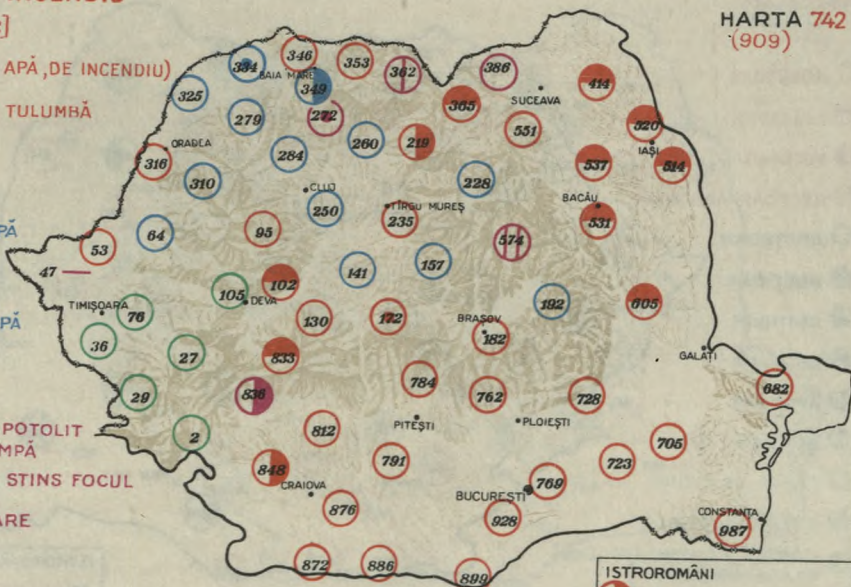 HARTA 742
(909)
APĂ, DE INCENDIU)
TULUMBĂ
PĂ
PĂ
POTOLIT
MPĂ
STINS FOCUL
ARE
334
346
353
362
386
414
BAIA MARE
325
349
365
SUCEAVA
279
272
260
219
551
520
IAȘI
ORADEA
316
284
537
514
310
CLUJ
228
BACĂU
250
TÎRGU MUREȘ
235
531
64
95
53
574
47
141
157
105
102
DEVA
192
605
TIMIȘOARA
76
130
172
BRAȘOV
182
36
27
833
GALAȚI
29
836
784
762
728
682
PITEȘTI
PLOIEȘTI
2
812
705
848
791
723
CRAIOVA
BUCUREȘTI
769
876
928
CONSTANȚA
987
872
886
899
ISTROROMÂNI